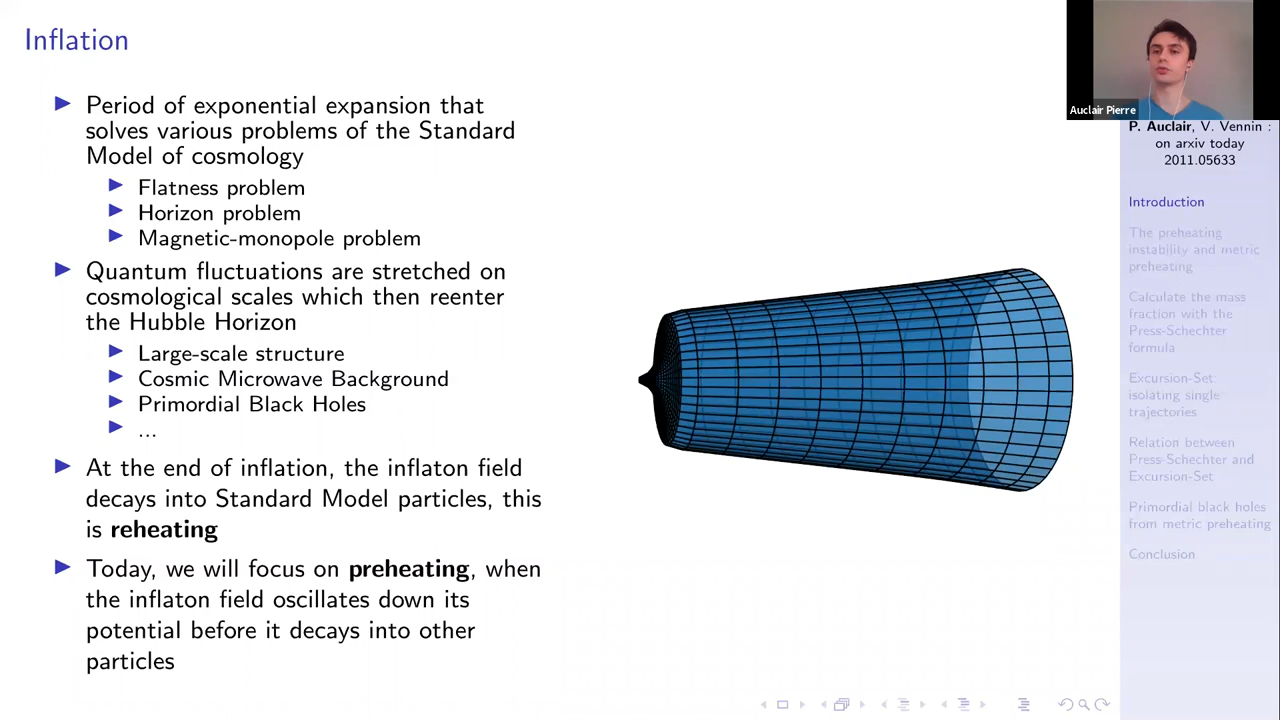 Inflation
Period of exponential expansion that
solves various problems of the Standard
Model of cosmology
Flatness problem
Horizon problem
Magnetic-monopole problem
Quantum fluctuations are stretched on
cosmological scales which then reenter
the Hubble Horizon
Large-scale structure
Cosmic Microwave Background
Primordial Black Holes
...
At the end of inflation, the inflaton field
decays into Standard Model particles, this
is reheating
Today, we will focus on preheating, when
the inflaton field oscillates down its
potential before it decays into other
particles
Auclair Pierre
P. Auclair, V. Vennin :
on arxiv today
2011.05633
Introduction
The preheating
instability and metric
preheating
Calculate the mass
fraction with the
Press-Schechter
formula
Excursion-Set:
isolating single
trajectories
Relation between
Press-Schechter and
Excursion-Set
Primordial black holes
from metric preheating
Conclusion